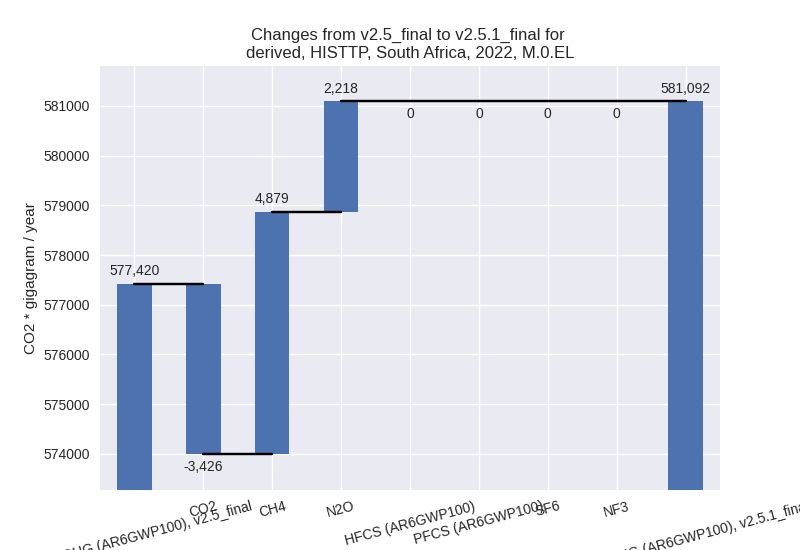 Changes from v2.5_final to v2.5.1_final for
derived, HISTTP, South Africa, 2022, M.0.EL
CO2 * gigagram / year
581000
580000
579000
578000
577000
576000
575000
574000
577,420
-3,426
4,879
2,218
0
0
0
0
581,092
(AR6GWP100), v2.5_final
CO2
CH4
N2O
HFCS (AR6GWP100)
PFCS (AR6GWP100)
SF6
NF3
(AR6GWP100), v2.5.1_fina